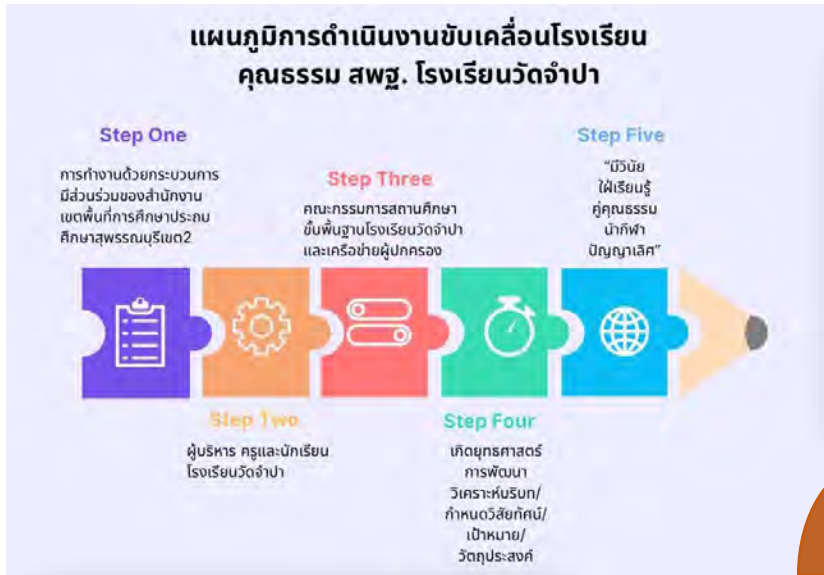 แผนภูมิการดำเนินงานขับเคลื่อนโรงเรียน
คุณธรรม สพฐ. โรงเรียนวัดจำปา
Step One
การทำงานด้วยกระบวนการ
มีส่วนร่วมของสำนักงาน
เขตพื้นที่การศึกษาประถม
ศึกษาสุพรรณบุรีเขต2
Step Two
ผู้บริหาร ครูและนักเรียน
โรงเรียนวัดจำปา
Step Three
คณะกรรมการสถานศึกษา
ขั้นพื้นฐานโรงเรียนวัดจำปา
และเครือข่ายผู้ปกครอง
Step Four
เกิดยุทธศาสตร์
การพัฒนา
วิเคราะห์บริบท/
กำหนดวิสัยทัศน์/
เป้าหมาย/
วัตถุประสงค์
Step Five
“มีวินัย
ใฝ่เรียนรู้
คู่คุณธรรม
นำกีฬา
ปัญญาเลิศ”